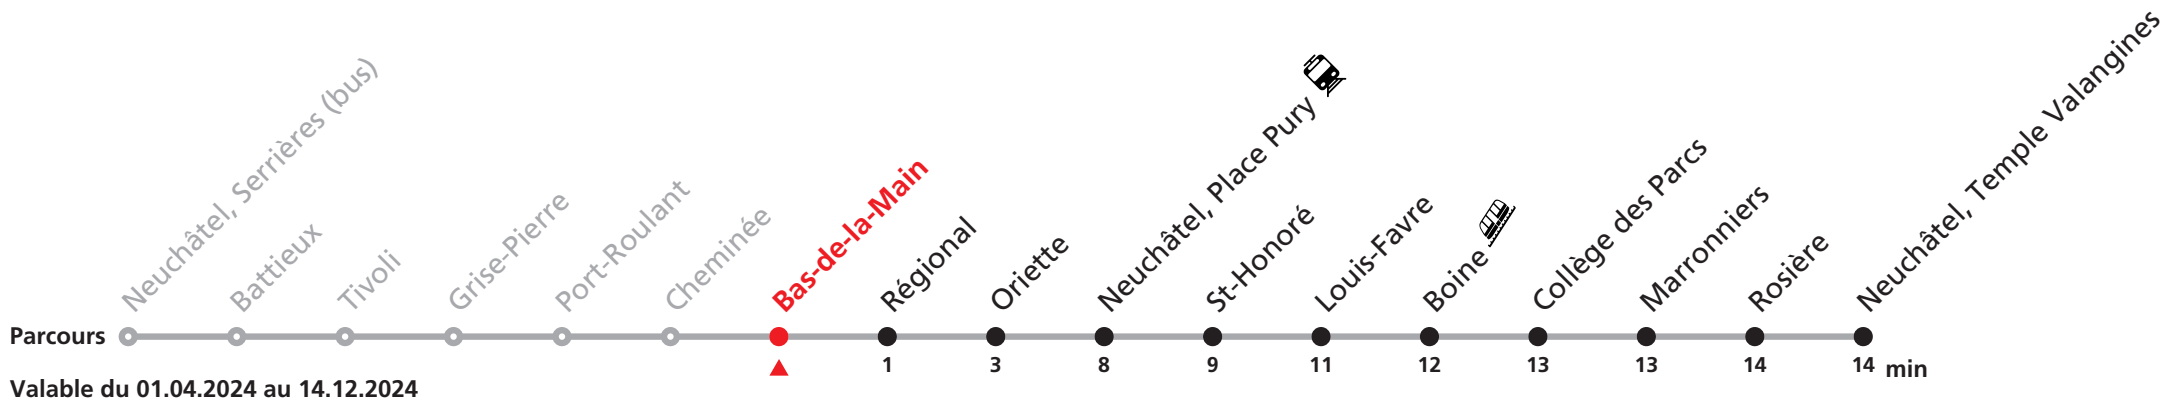 Neuchâtel, Serrières (bus)
Battieux
Tivoli
Grise-Pierre
Port-Roulant
Cheminée
Bas-de-la-Main
Régional
Oriette
Neuchâtel, Place Pury
St-Honoré
Louis-Favre
Boine
Collège des Parcs
Marronniers
Rosière
Neuchâtel, Temple Valangines
Parcours
1 3 8 9 11 12 13 13 14 14 min
Valable du 01.04.2024 au 14.12.2024